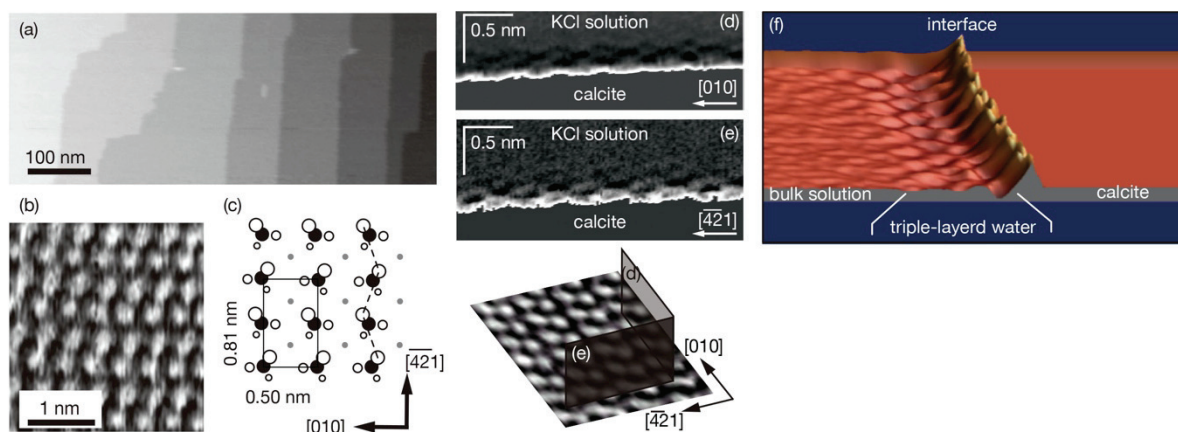 (a)
100 nm
(b)
1 nm
(c)
0.81 nm
0.50 nm
[4̅2̅1]
[010]
(d)
KCl solution
0.5 nm
calcite
[010]
(e)
KCl solution
0.5 nm
calcite
[4̅2̅1]
(d)
(e)
[010]
[4̅2̅1]
(f)
interface
bulk solution
calcite
triple-layerd water